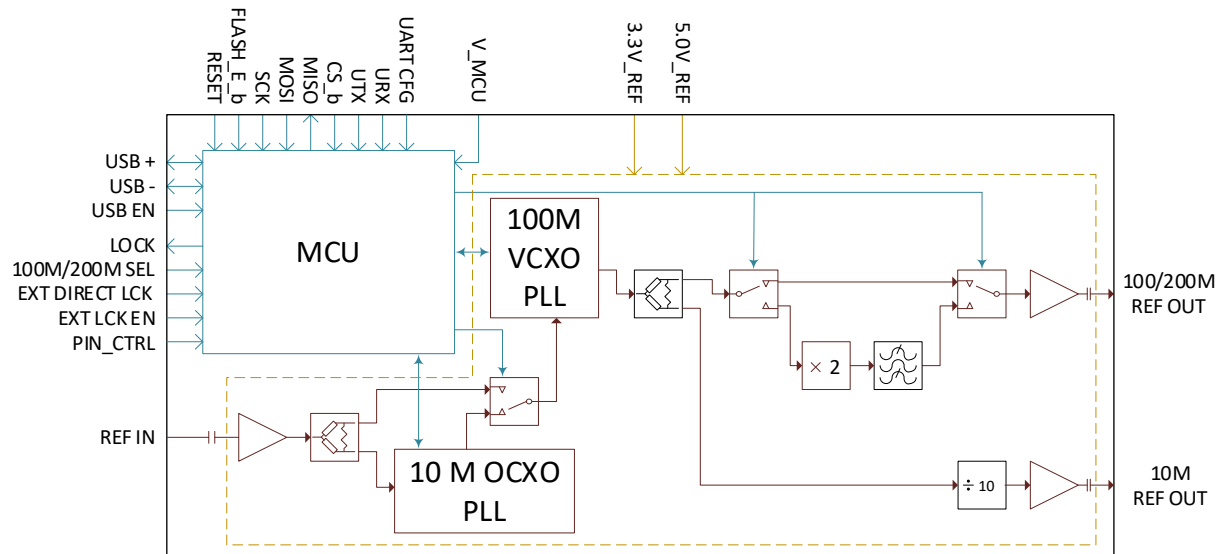 RESET
FLASH_E_b
SCK
MOSI
MISO
CS_b
UTX
URX
UART CFG
V_MCU
3.3V_REF
5.0V_REF
USB +
USB -
USB EN
LOCK
100M/200M SEL
EXT DIRECT LCK
EXT LCK EN
PIN_CTRL
REF IN
MCU
100M
VCXO
PLL
10 M OCXO
PLL
× 2
÷ 10
100/200M
REF OUT
10M
REF OUT